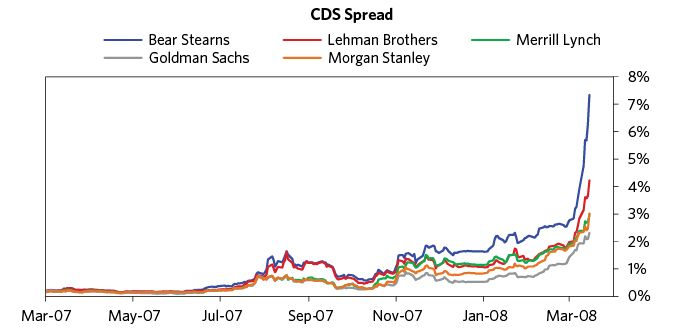 CDS Spread
Bear Stearns Lehman Brothers Merrill Lynch
Goldman Sachs Morgan Stanley
8%
7%
6%
5%
4%
3%
2%
1%
0%
Mar-07 May-07 Jul-07 Sep-07 Nov-07 Jan-08 Mar-08